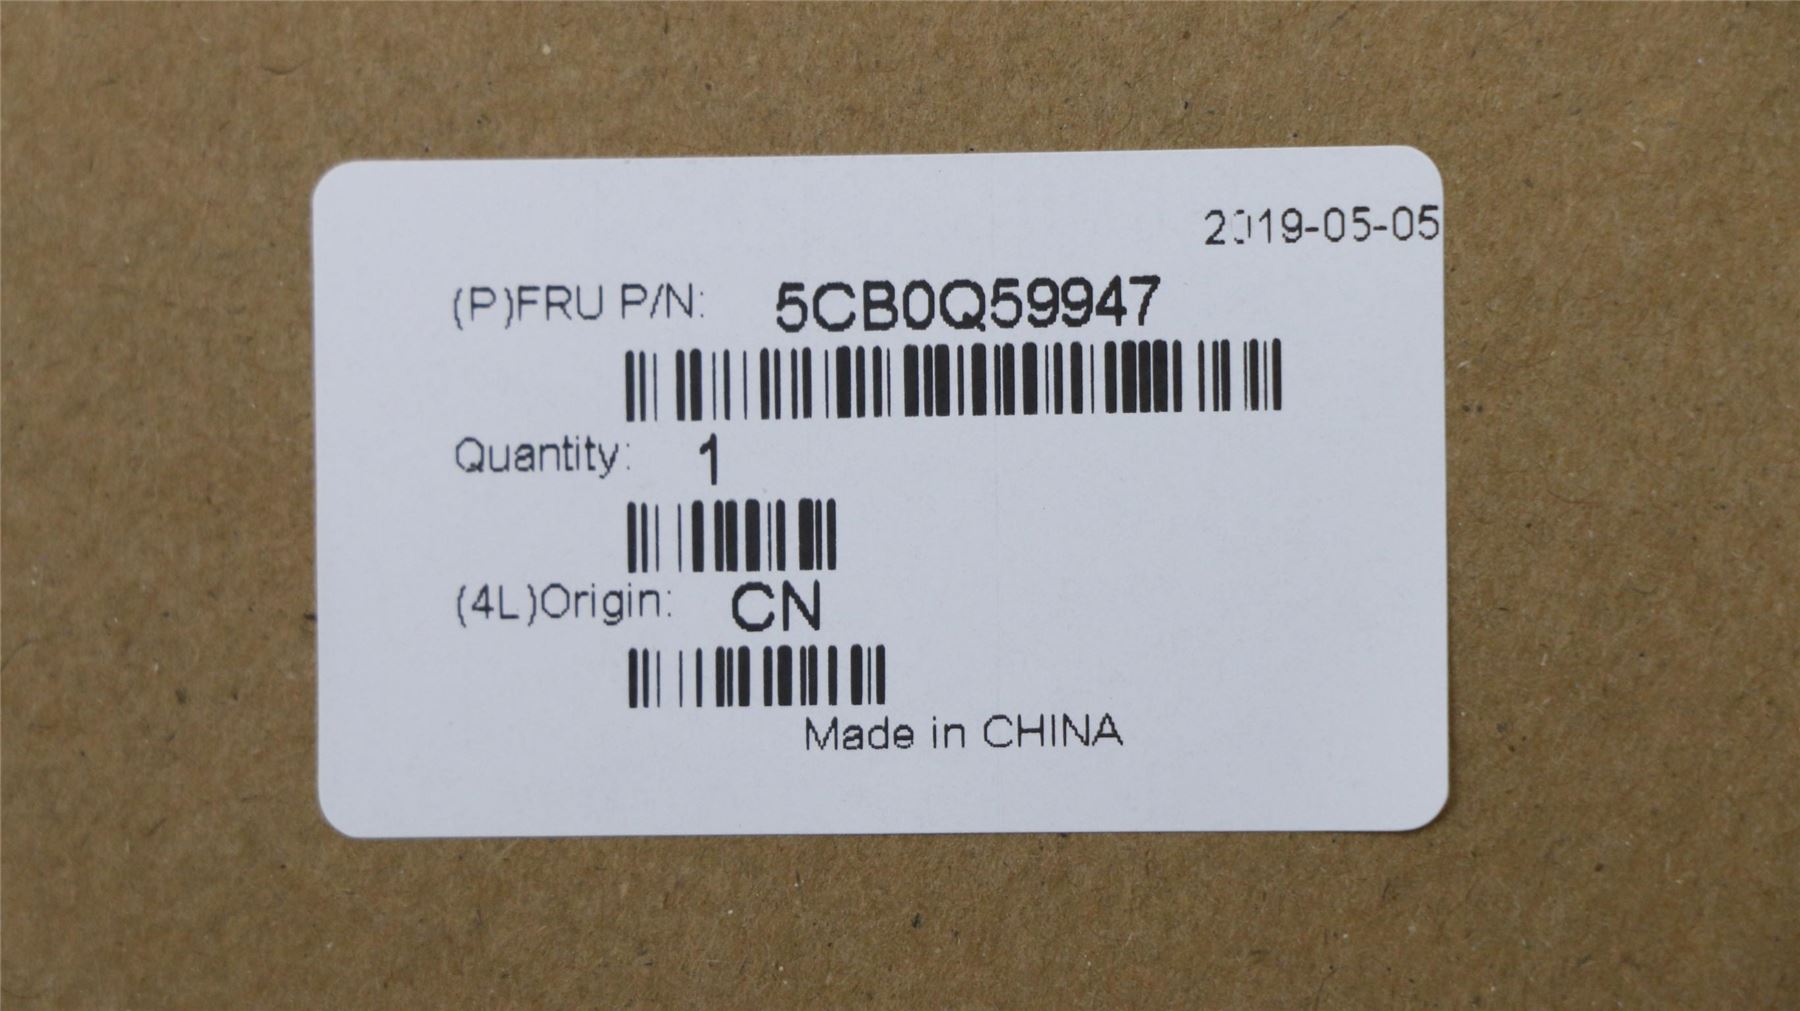 2019-05-05
(P)FRU P/N: 5CB0Q59947
Quantity: 1
(4L)Origin: CN
Made in CHINA